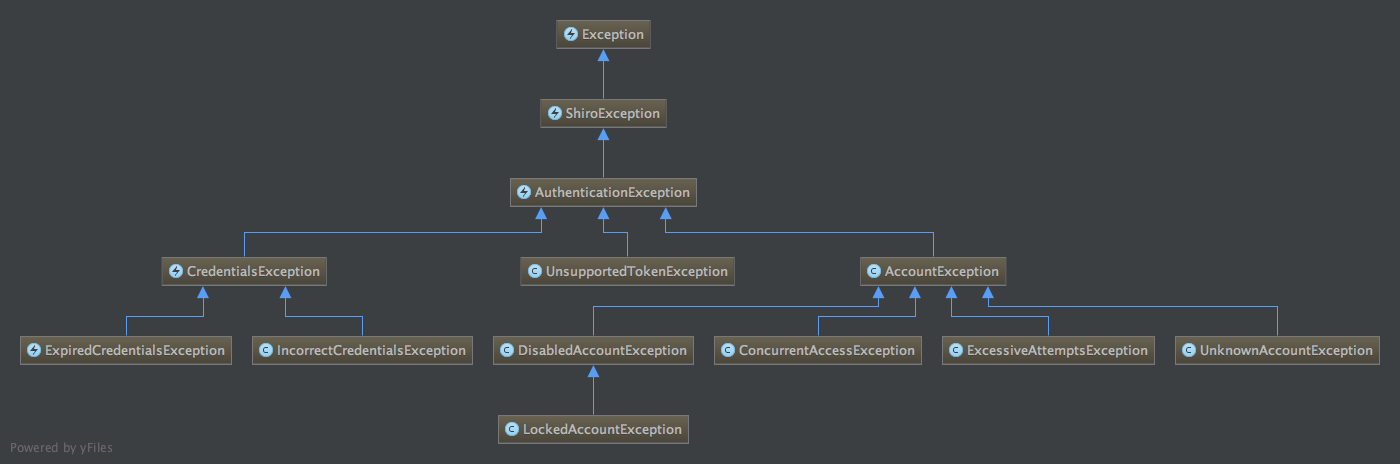 Exception
ShiroException
AuthenticationException
CredentialsException
UnsupportedTokenException
AccountException
ExpiredCredentialsException
IncorrectCredentialsException
DisabledAccountException
ConcurrentAccessException
ExcessiveAttemptsException
UnknownAccountException
LockedAccountException
Powered by yFiles